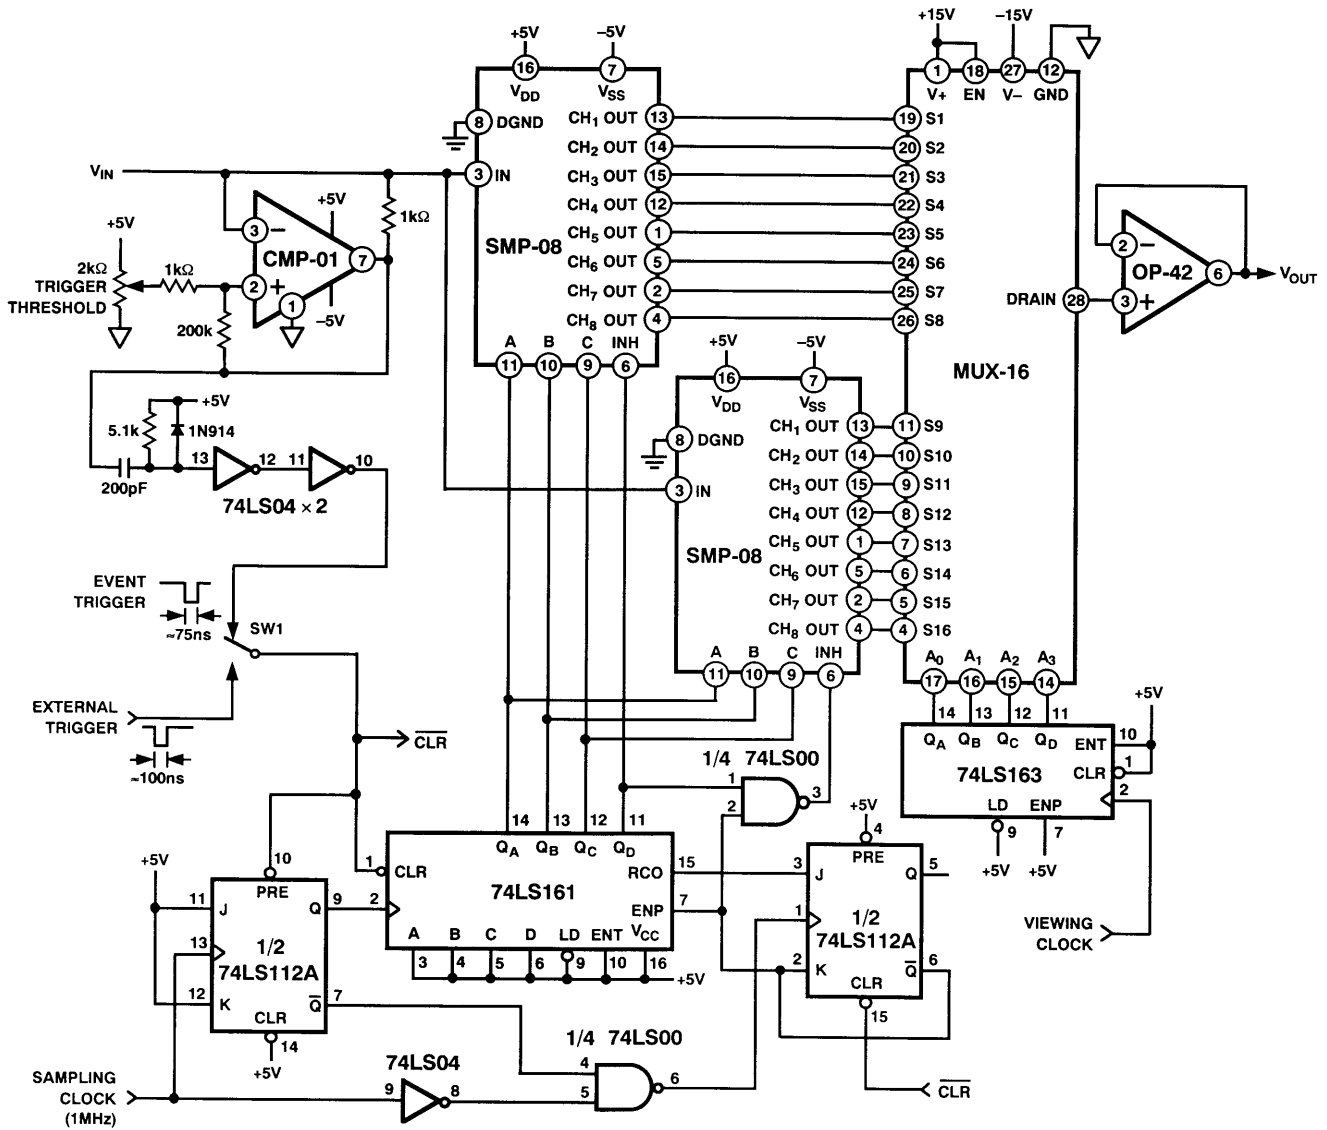 +5V
–5V
16
7
V_DD
V_SS
8 DGND
CH1 OUT 13
CH2 OUT 14
CH3 OUT 15
CH4 OUT 12
CH5 OUT 1
CH6 OUT 5
CH7 OUT 2
CH8 OUT 4
3 IN
SMP-08
A
B
C
INH
11
10
9
6
+15V
–15V
1
18
27
12
V+
EN
V–
GND
19 S1
20 S2
21 S3
22 S4
23 S5
24 S6
25 S7
26 S8
DRAIN 28
MUX-16
11 S9
10 S10
9 S11
8 S12
7 S13
6 S14
5 S15
4 S16
A0
A1
A2
A3
17
16
15
14
2 –
3 +
OP-42
6
VOUT
VIN
+5V
1kΩ
3 –
CMP-01
7
+5V
2kΩ
TRIGGER
THRESHOLD
1kΩ
2 +
1
–5V
200k
+5V
5.1k
1N914
200pF
13
12
11
10
74LS04 × 2
+5V
–5V
16
7
V_DD
V_SS
8 DGND
3 IN
CH1 OUT 13
CH2 OUT 14
CH3 OUT 15
CH4 OUT 12
CH5 OUT 1
CH6 OUT 5
CH7 OUT 2
CH8 OUT 4
SMP-08
A
B
C
INH
11
10
9
6
EVENT
TRIGGER
≈75ns
SW1
EXTERNAL
TRIGGER
≈100ns
CLR
1/4 74LS00
1
2
3
14
13
12
11
QA
QB
QC
QD
ENT
10
+5V
74LS163
CLR
1
2
LD
ENP
9
7
+5V
+5V
VIEWING
CLOCK
+5V
10
PRE
11 J
Q 9
13
1/2
74LS112A
12 K
Q 7
CLR
14
+5V
14
13
12
11
QA
QB
QC
QD
1 CLR
2
74LS161
RCO 15
ENP 7
A
B
C
D
LD
ENT
VCC
3
4
5
6
9
10
16
+5V
+5V
4
PRE
3 J
Q 5
1
1/2
74LS112A
2 K
Q 6
CLR
15
CLR
1/4 74LS00
4
5
6
74LS04
9
8
SAMPLING
CLOCK
(1MHz)